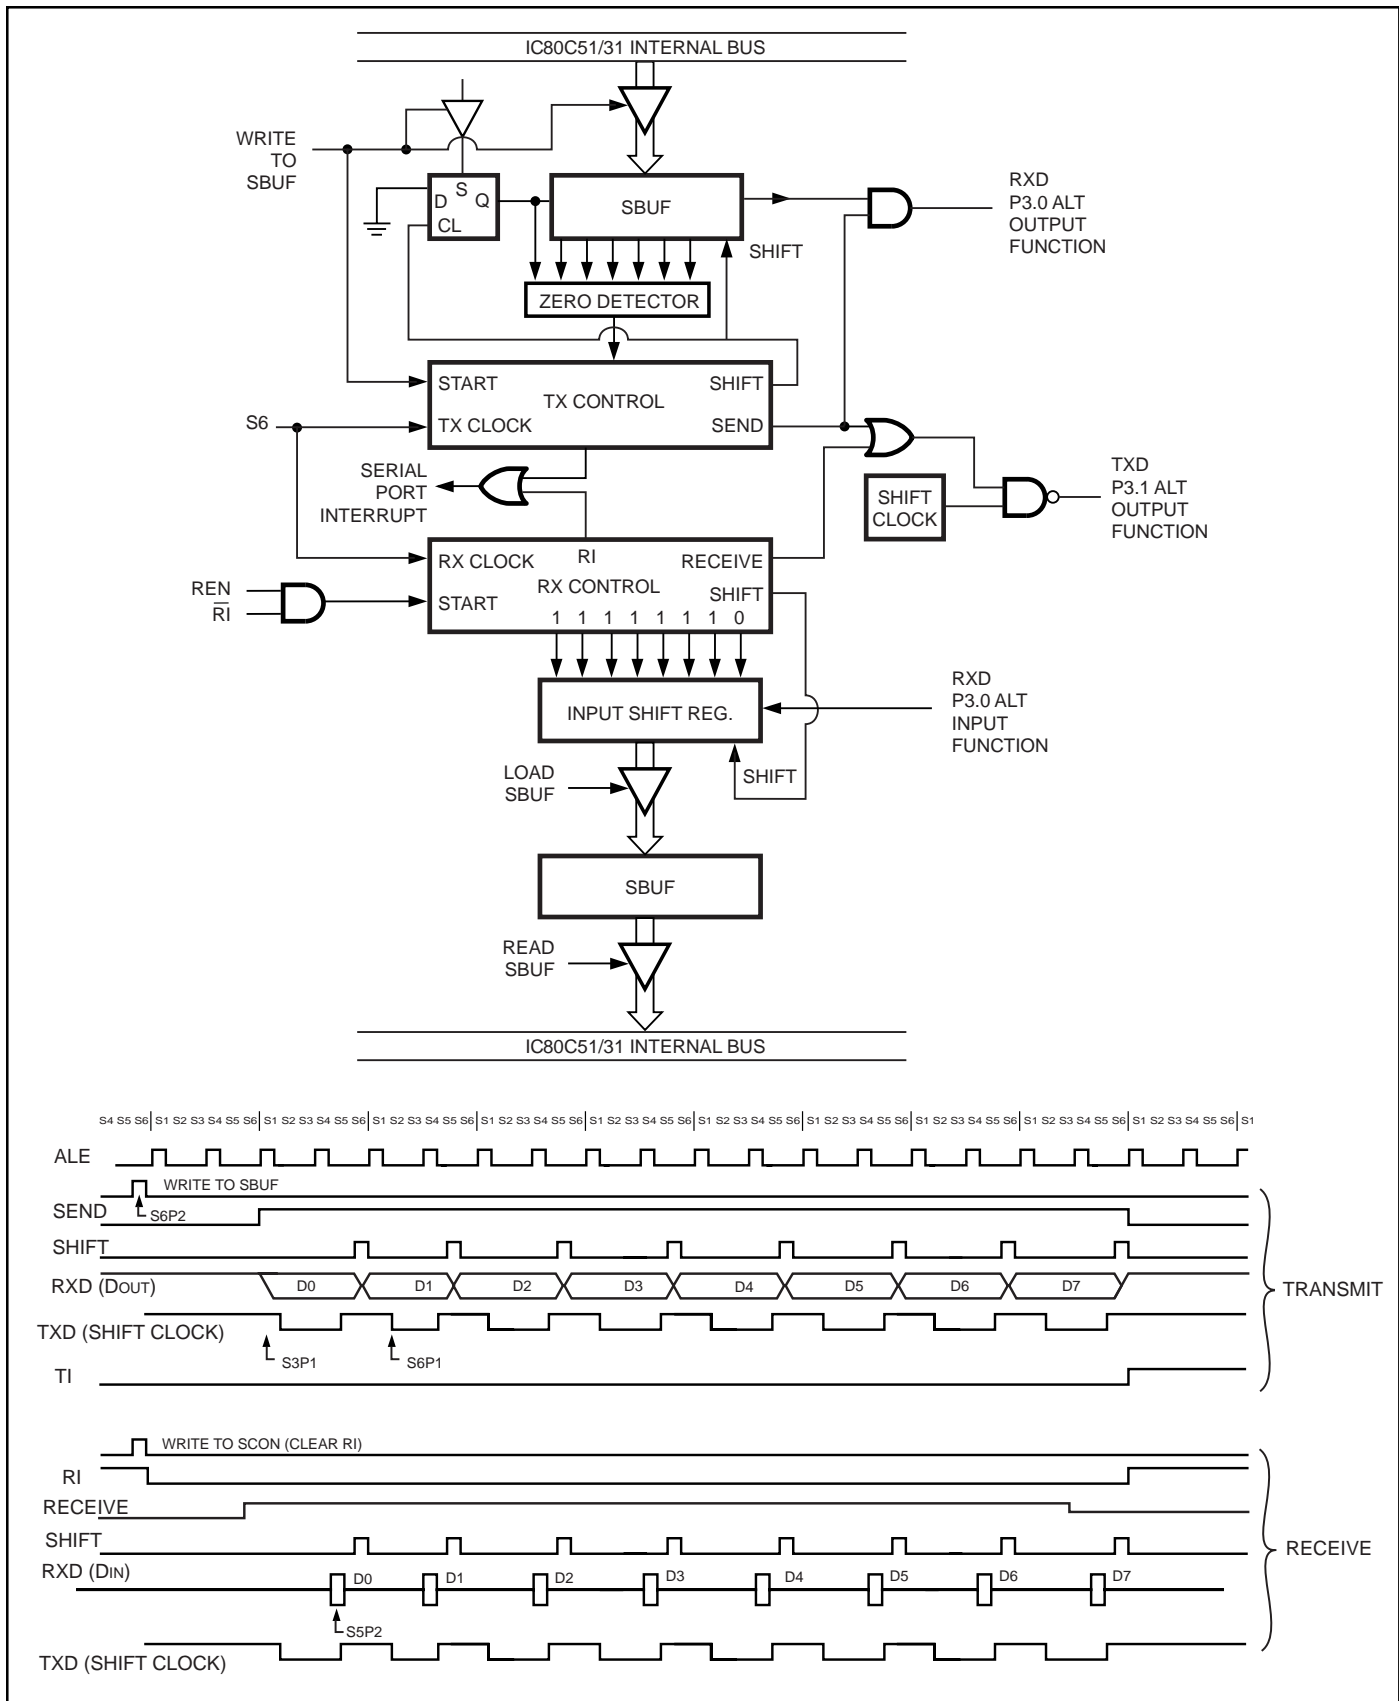 IC80C51/31 INTERNAL BUS
WRITE
TO
SBUF
D S Q
CL
SBUF
SHIFT
RXD
P3.0 ALT
OUTPUT
FUNCTION
ZERO DETECTOR
START SHIFT
TX CONTROL
S6
TX CLOCK SEND
SERIAL
PORT
INTERRUPT
SHIFT
CLOCK
TXD
P3.1 ALT
OUTPUT
FUNCTION
RX CLOCK RI RECEIVE
RX CONTROL
REN
RI
START SHIFT
1 1 1 1 1 1 1 0
INPUT SHIFT REG.
RXD
P3.0 ALT
INPUT
FUNCTION
LOAD
SBUF
SHIFT
SBUF
READ
SBUF
IC80C51/31 INTERNAL BUS
S4 S5 S6 S1 S2 S3 S4 S5 S6 S1 S2 S3 S4 S5 S6 S1 S2 S3 S4 S5 S6 S1 S2 S3 S4 S5 S6 S1 S2 S3 S4 S5 S6 S1 S2 S3 S4 S5 S6 S1 S2 S3 S4 S5 S6 S1 S2 S3 S4 S5 S6 S1 S2 S3 S4 S5 S6 S1 S2 S3 S4 S5 S6 S1
ALE
WRITE TO SBUF
SEND
S6P2
SHIFT
RXD (DOUT) D0 D1 D2 D3 D4 D5 D6 D7
TRANSMIT
TXD (SHIFT CLOCK)
S3P1 S6P1
TI
WRITE TO SCON (CLEAR RI)
RI
RECEIVE
SHIFT
RECEIVE
RXD (DIN) D0 D1 D2 D3 D4 D5 D6 D7
S5P2
TXD (SHIFT CLOCK)